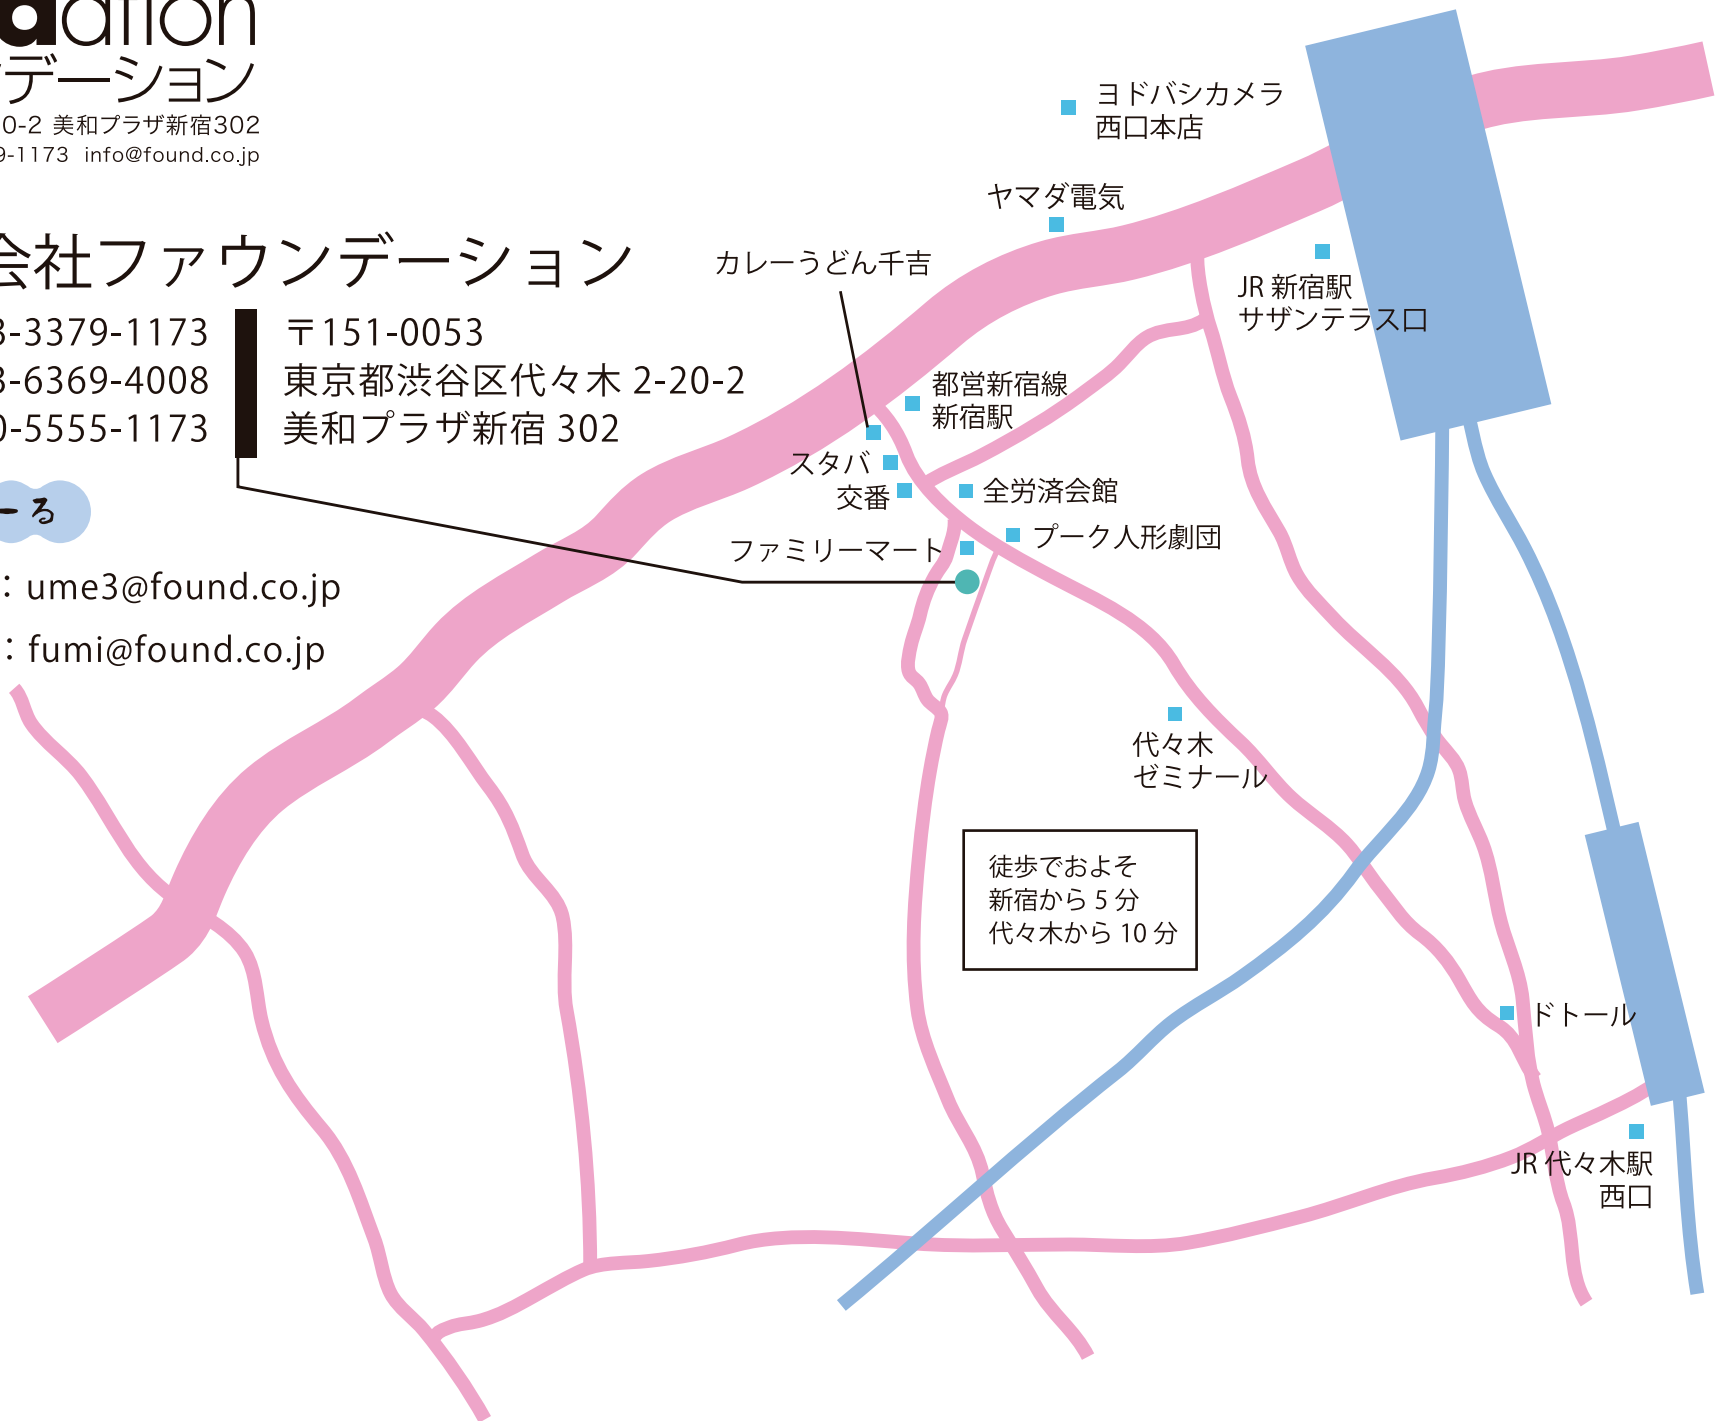 dation
デーション
0-2 美和プラザ新宿302
9-1173 info@found.co.jp
会社ファウンデーション
3-3379-1173
3-6369-4008
0-5555-1173
〒151-0053
東京都渋谷区代々木 2-20-2
美和プラザ新宿 302
ーる
：ume3@found.co.jp
：fumi@found.co.jp
ヨドバシカメラ
西口本店
ヤマダ電気
カレーうどん千吉
JR 新宿駅
サザンテラス口
都営新宿線
新宿駅
スタバ
交番
全労済会館
プーク人形劇団
ファミリーマート
代々木
ゼミナール
徒歩でおよそ
新宿から 5 分
代々木から 10 分
ドトール
JR 代々木駅
西口